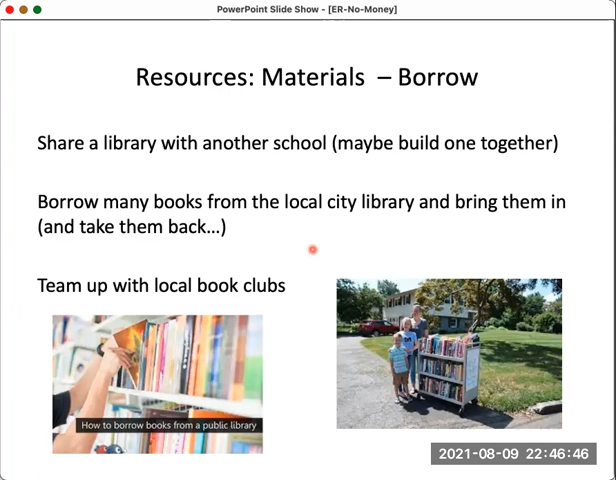 PowerPoint Slide Show - [ER-No-Money]
Resources: Materials – Borrow
Share a library with another school (maybe build one together)
Borrow many books from the local city library and bring them in
(and take them back…)
Team up with local book clubs
How to borrow books from a public library
2021-08-09 22:46:46